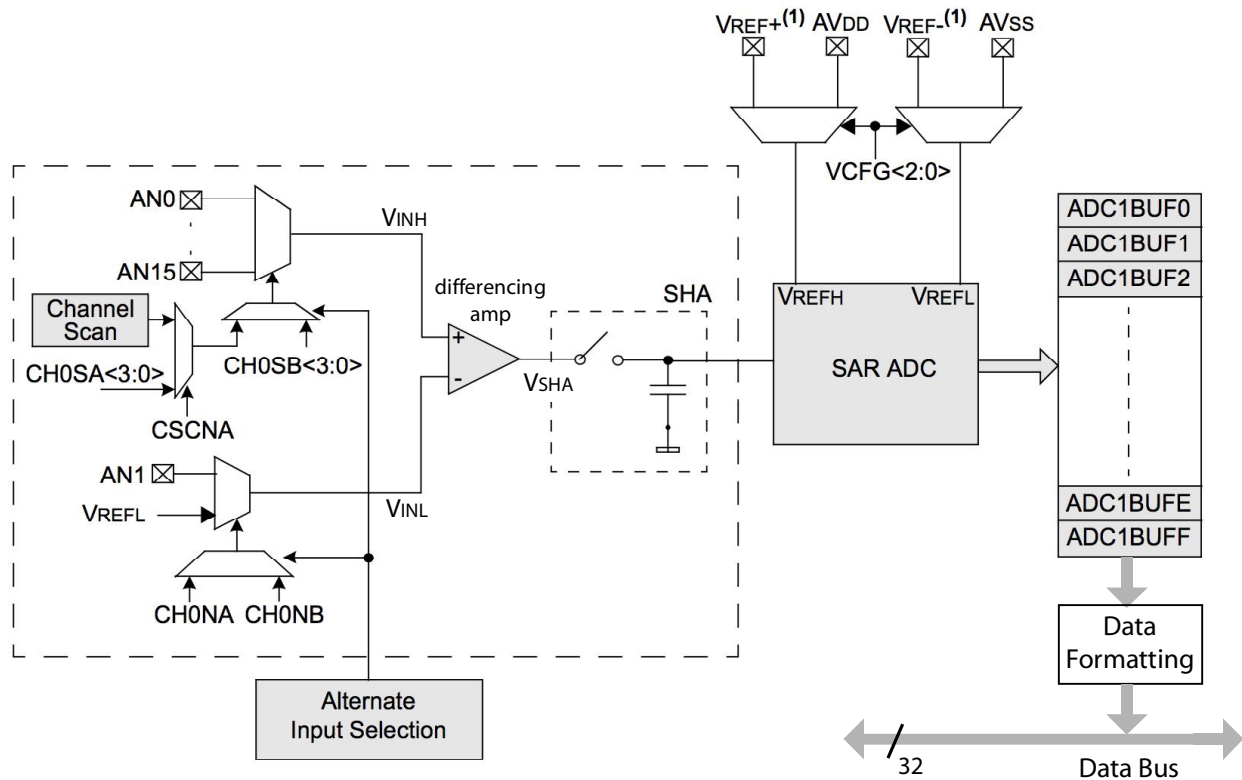 VREF+(1) AVDD VREF-(1) AVSS
VCFG<2:0>
AN0
VINH
AN15
Channel
Scan
CH0SA<3:0>
CH0SB<3:0>
CSCNA
differencing
amp
+
-
VSHA
SHA
VREFH VREFL
SAR ADC
AN1
VREFL
VINL
CH0NA CH0NB
Alternate
Input Selection
ADC1BUF0
ADC1BUF1
ADC1BUF2
ADC1BUFE
ADC1BUFF
Data
Formatting
32
Data Bus